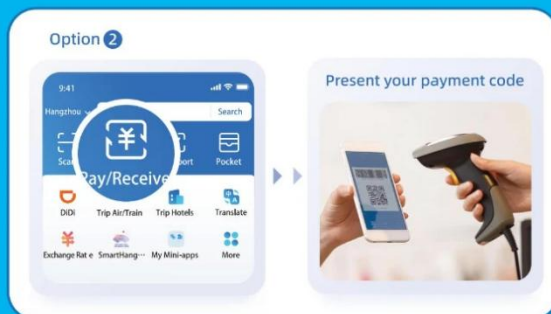 Option 2
9:41
Hangzhou
Search
Scan
Pay/Receive
port
Pocket
DiDi
Trip Air/Train
Trip Hotels
Translate
Exchange Rat e
SmartHang···
My Mini-apps
More
Present your payment code